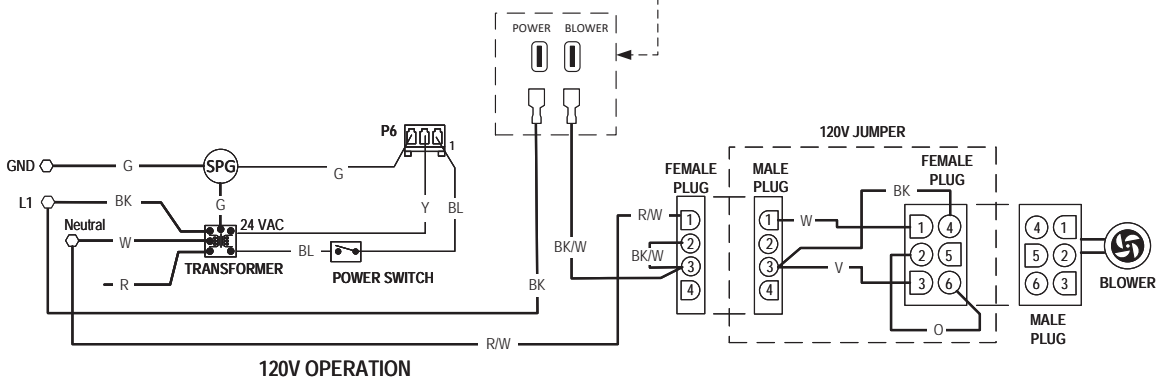 POWER BLOWER
P6
1
GND
G
SPG
G
G
L1
BK
Neutral
W
24 VAC
Y
BL
BL
TRANSFORMER
POWER SWITCH
R
BK
BK/W
R/W
R/W
120V OPERATION
FEMALE
PLUG
1
2
3
4
BK/W
120V JUMPER
MALE
PLUG
1
2
3
4
W
BK
V
O
FEMALE
PLUG
1 4
2 5
3 6
4 1
5 2
6 3
MALE
PLUG
BLOWER